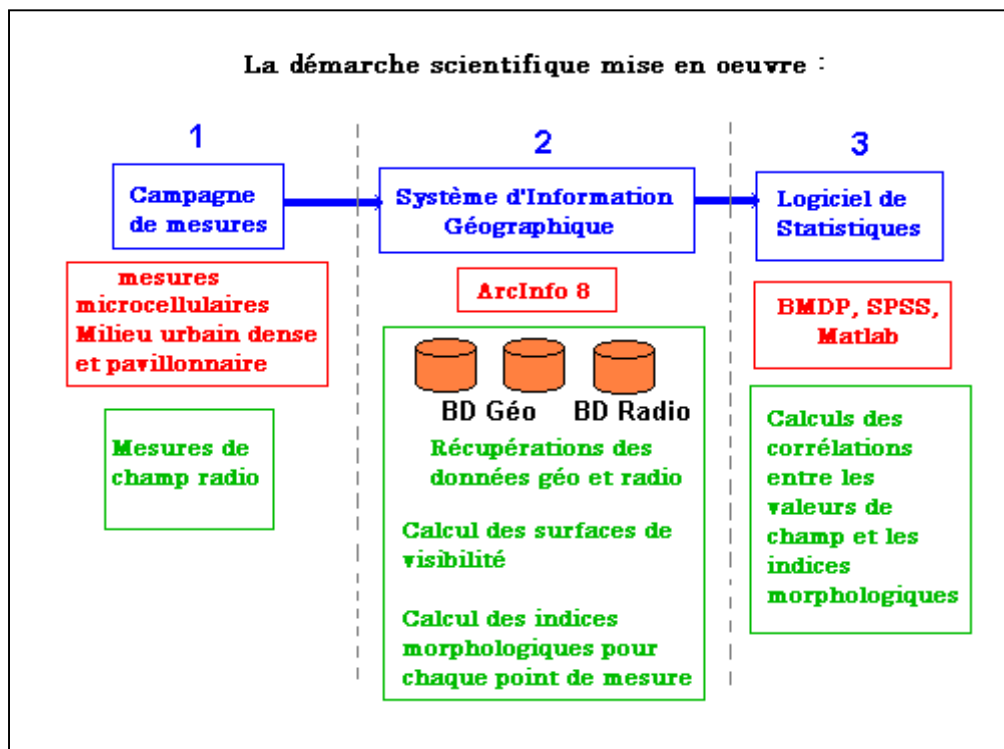 La démarche scientifique mise en oeuvre :
1
Campagne
de mesures
mesures
microcellulaires
Milieu urbain dense
et pavillonnaire
Mesures de
champ radio
2
Système d'Information
Géographique
ArcInfo 8
BD Géo
BD Radio
Récupérations des
données géo et radio
Calcul des surfaces de
visibilité
Calcul des indices
morphologiques pour
chaque point de mesure
3
Logiciel de
Statistiques
BMDP, SPSS,
Matlab
Calculs des
corrélations
entre les
valeurs de
champ et les
indices
morphologiques